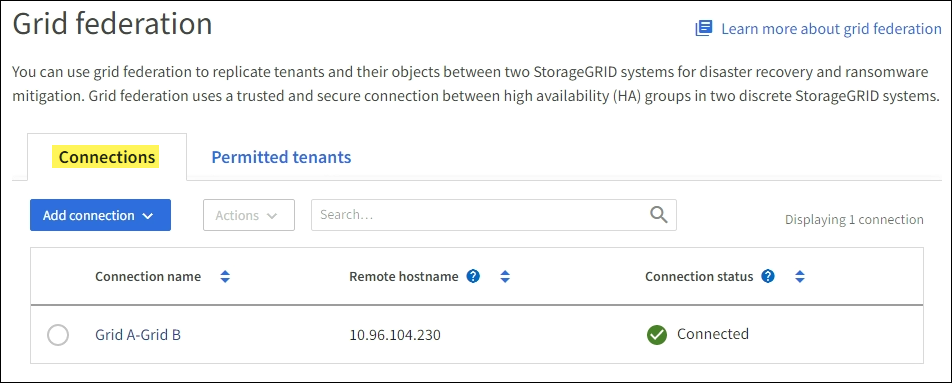 Grid federation
Learn more about grid federation
You can use grid federation to replicate tenants and their objects between two StorageGRID systems for disaster recovery and ransomware
mitigation. Grid federation uses a trusted and secure connection between high availability (HA) groups in two discrete StorageGRID systems.
Connections Permitted tenants
Add connection Actions Search... Displaying 1 connection
Connection name Remote hostname ? Connection status ?
Grid A-Grid B 10.96.104.230 Connected